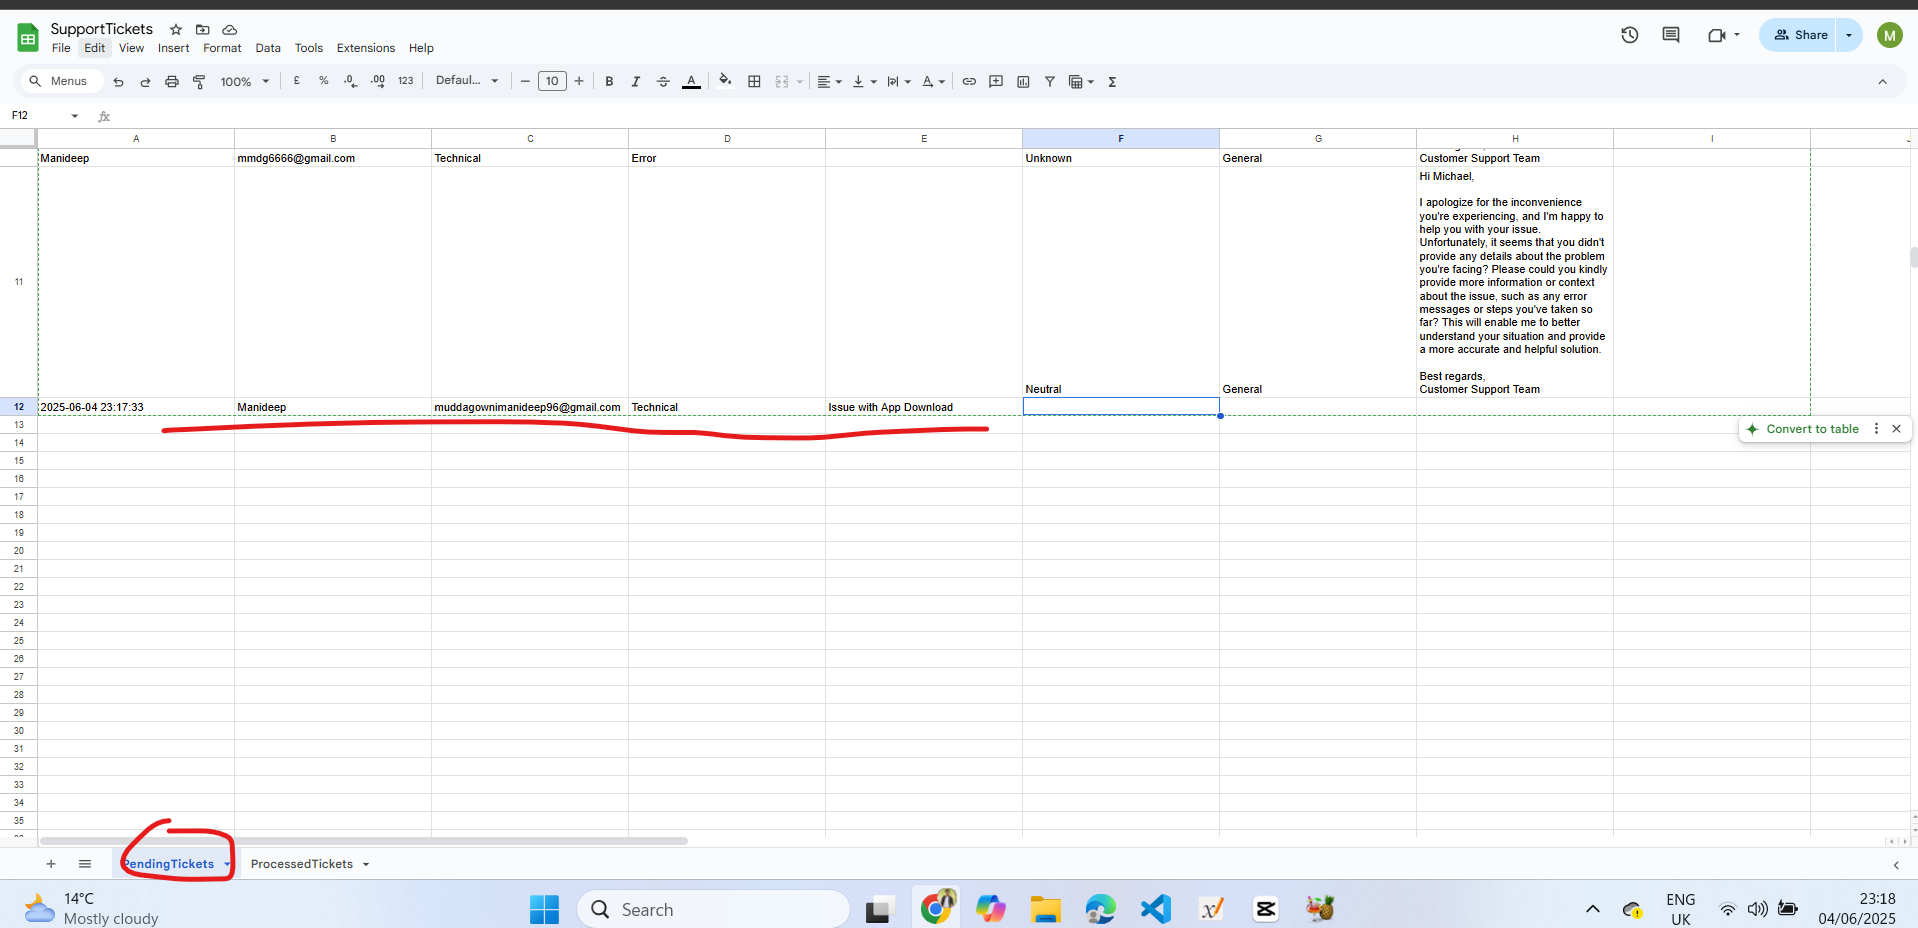 SupportTickets
File Edit View Insert Format Data Tools Extensions Help
Share
M
Menus 100% £ % .0 .00 123 Defaul... 10 B I A
F12 fx
A B C D E F G H I
Manideep mmdg6666@gmail.com Technical Error Unknown General Customer Support Team
11
Hi Michael,
I apologize for the inconvenience
you're experiencing, and I'm happy to
help you with your issue.
Unfortunately, it seems that you didn't
provide any details about the problem
you're facing? Please could you kindly
provide more information or context
about the issue, such as any error
messages or steps you've taken so
far? This will enable me to better
understand your situation and provide
a more accurate and helpful solution.
Best regards,
Neutral General Customer Support Team
12 2025-06-04 23:17:33 Manideep muddagownimanideep96@gmail.com Technical Issue with App Download
13
Convert to table
14
15
16
17
18
19
20
21
22
23
24
25
26
27
28
29
30
31
32
33
34
35
PendingTickets ProcessedTickets
14°C
Mostly cloudy
Search
ENG
UK
23:18
04/06/2025